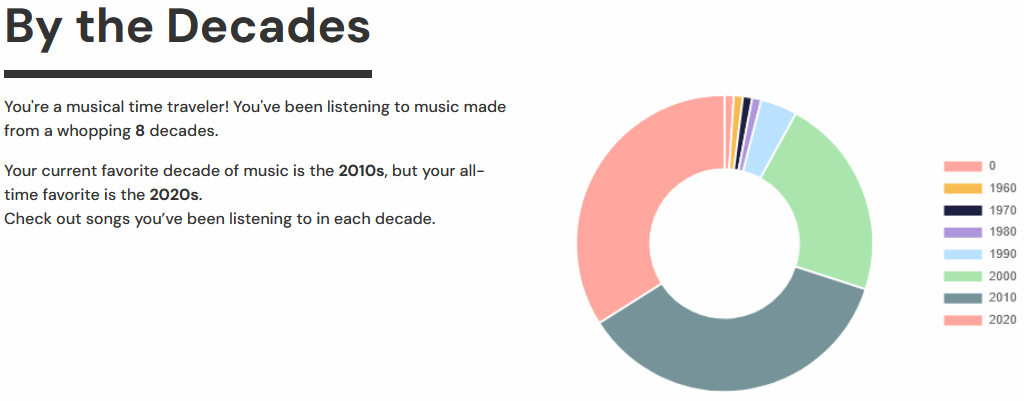 By the Decades
You're a musical time traveler! You've been listening to music made
from a whopping 8 decades.
Your current favorite decade of music is the 2010s, but your all-
time favorite is the 2020s.
Check out songs you’ve been listening to in each decade.
0
1960
1970
1980
1990
2000
2010
2020